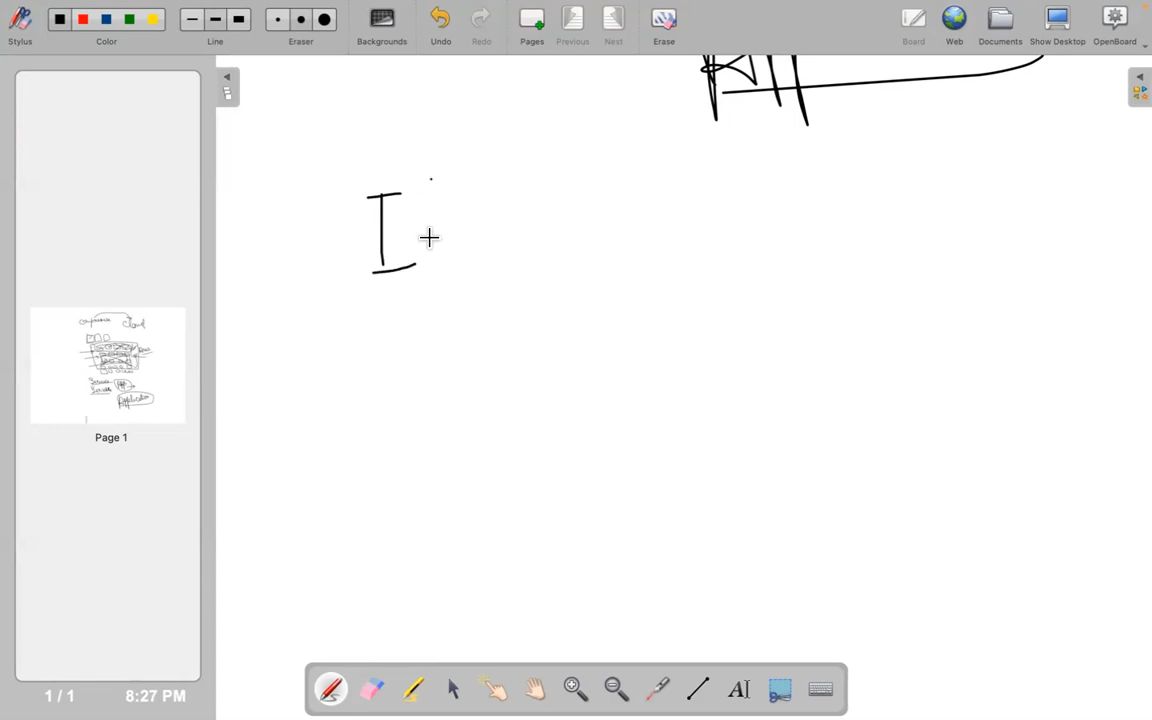 Stylus Color Line Eraser Backgrounds Undo Redo Pages Previous Next Erase Board Web Documents Show Desktop OpenBoard
I
Cloud
Page 1
1 / 1 8:27 PM